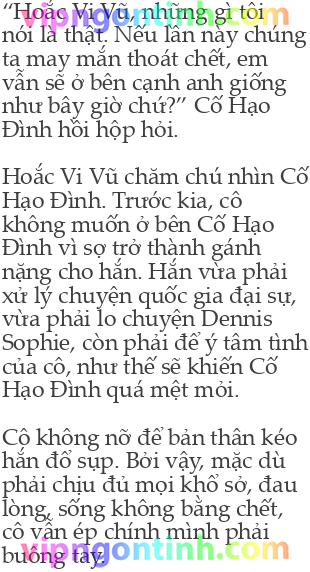 “Hoắc Vi Vũ, những gì tôi
nói là thật. Nếu lần này chúng
ta may mắn thoát chết, em
vẫn sẽ ở bên cạnh anh giống
như bây giờ chứ?” Cố Hạo
Đình hồi hộp hỏi.
Hoắc Vi Vũ chăm chú nhìn Cố
Hạo Đình. Trước kia, cô
không muốn ở bên Cố Hạo
Đình vì sợ trở thành gánh
nặng cho hắn. Hắn vừa phải
xử lý chuyện quốc gia đại sự,
vừa phải lo chuyện Dennis
Sophie, còn phải để ý tâm tình
của cô, như thế sẽ khiến Cố
Hạo Đình quá mệt mỏi.
Cô không nỡ để bản thân kéo
hắn đổ sụp. Bởi vậy, mặc dù
phải chịu đủ mọi khổ sở, đau
lòng, sống không bằng chết,
cô vẫn ép chính mình phải
buông tay.
vipngontinh.com
vipngontinh.com